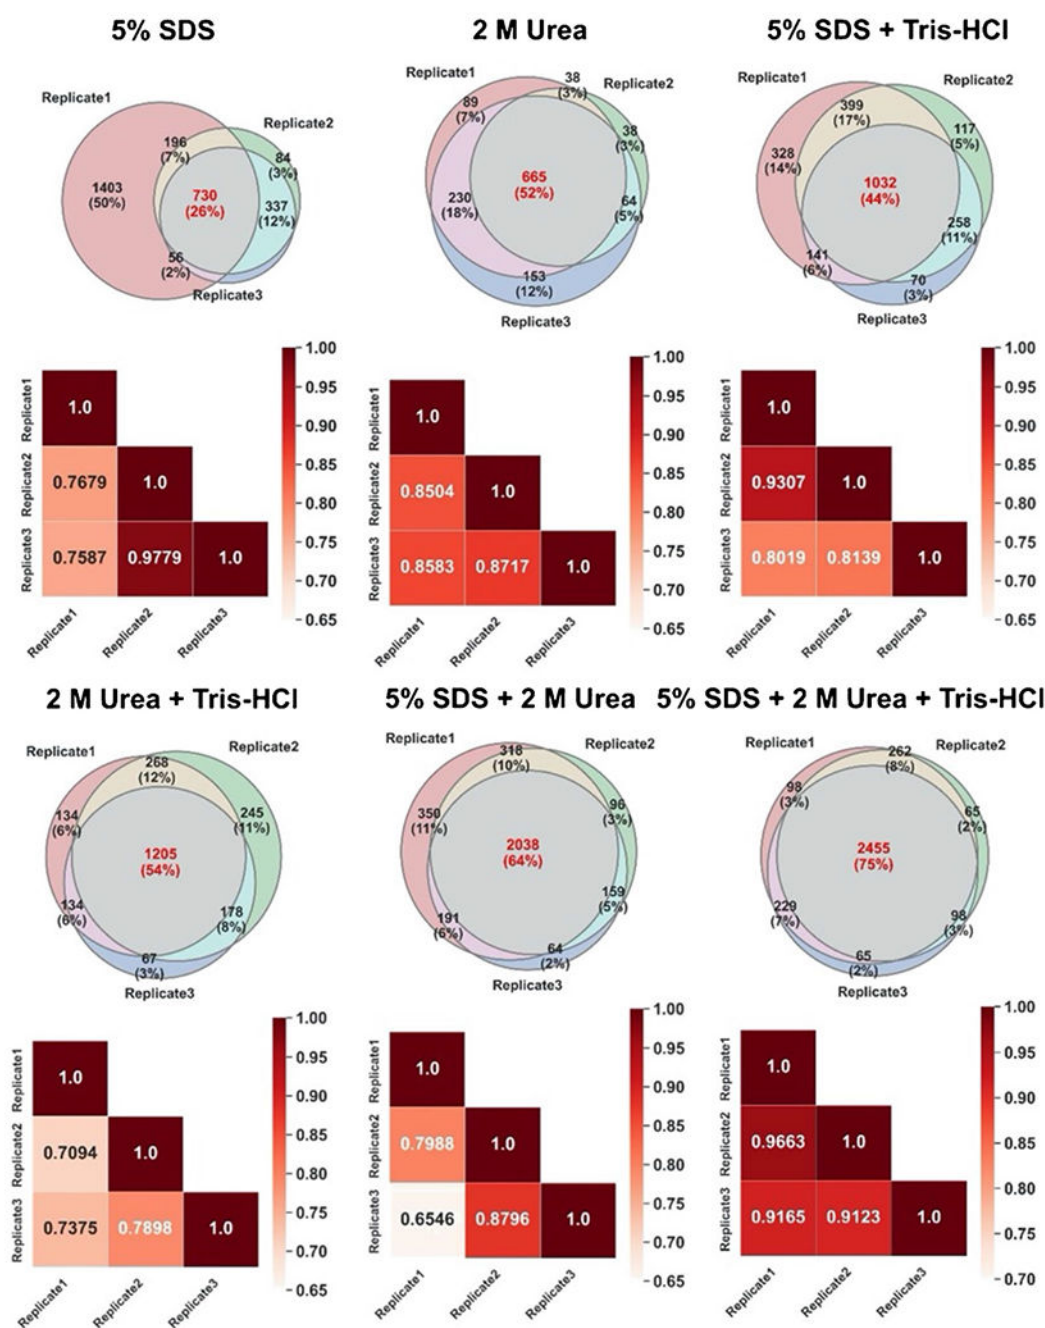 5% SDS
2 M Urea
5% SDS + Tris-HCl
Replicate1
Replicate2
196
(7%)
84
(3%)
1403
(50%)
730
(26%)
337
(12%)
56
(2%)
Replicate3
Replicate1
38
(3%)
Replicate2
89
(7%)
38
(3%)
665
(52%)
230
(18%)
64
(5%)
153
(12%)
Replicate3
Replicate1
Replicate2
399
(17%)
117
(5%)
328
(14%)
1032
(44%)
258
(11%)
141
(6%)
70
(3%)
Replicate3
Replicate1
1.0
Replicate2
0.7679
1.0
Replicate3
0.7587
0.9779
1.0
Replicate1
Replicate2
Replicate3
1.00
0.95
0.90
0.85
0.80
0.75
0.70
0.65
Replicate1
1.0
Replicate2
0.8504
1.0
Replicate3
0.8583
0.8717
1.0
Replicate1
Replicate2
Replicate3
1.00
0.95
0.90
0.85
0.80
0.75
0.70
0.65
Replicate1
1.0
Replicate2
0.9307
1.0
Replicate3
0.8019
0.8139
1.0
Replicate1
Replicate2
Replicate3
1.00
0.95
0.90
0.85
0.80
0.75
0.70
0.65
2 M Urea + Tris-HCl
5% SDS + 2 M Urea
5% SDS + 2 M Urea + Tris-HCl
Replicate1
Replicate2
268
(12%)
134
(6%)
245
(11%)
1205
(54%)
134
(6%)
178
(8%)
67
(3%)
Replicate3
Replicate1
Replicate2
318
(10%)
350
(11%)
96
(3%)
2038
(64%)
159
(5%)
191
(6%)
64
(2%)
Replicate3
Replicate1
Replicate2
262
(8%)
98
(3%)
65
(2%)
2455
(75%)
229
(7%)
98
(3%)
65
(2%)
Replicate3
Replicate1
1.0
Replicate2
0.7094
1.0
Replicate3
0.7375
0.7898
1.0
Replicate1
Replicate2
Replicate3
1.00
0.95
0.90
0.85
0.80
0.75
0.70
0.65
Replicate1
1.0
Replicate2
0.7988
1.0
Replicate3
0.6546
0.8796
1.0
Replicate1
Replicate2
Replicate3
1.00
0.95
0.90
0.85
0.80
0.75
0.70
0.65
Replicate1
1.0
Replicate2
0.9663
1.0
Replicate3
0.9165
0.9123
1.0
Replicate1
Replicate2
Replicate3
1.00
0.95
0.90
0.85
0.80
0.75
0.70